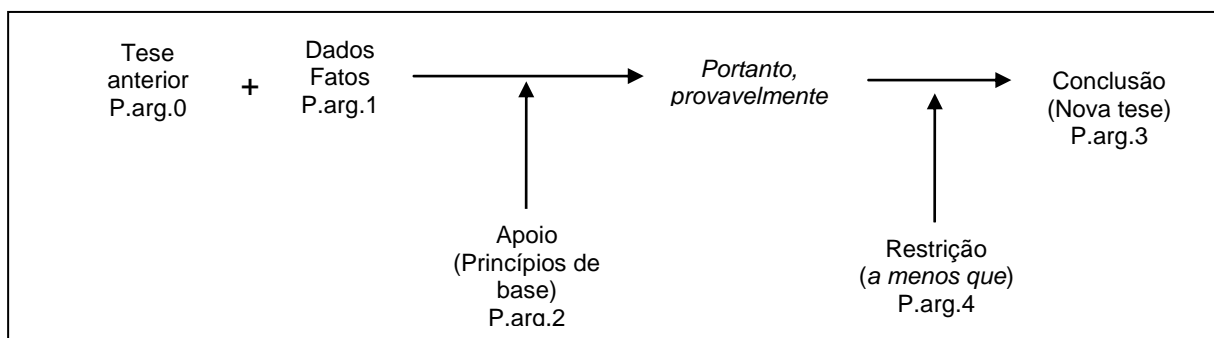 Tese
anterior
P.arg.0
+
Dados
Fatos
P.arg.1
Portanto,
provavelmente
Conclusão
(Nova tese)
P.arg.3
Apoio
(Princípios de
base)
P.arg.2
Restrição
(a menos que)
P.arg.4